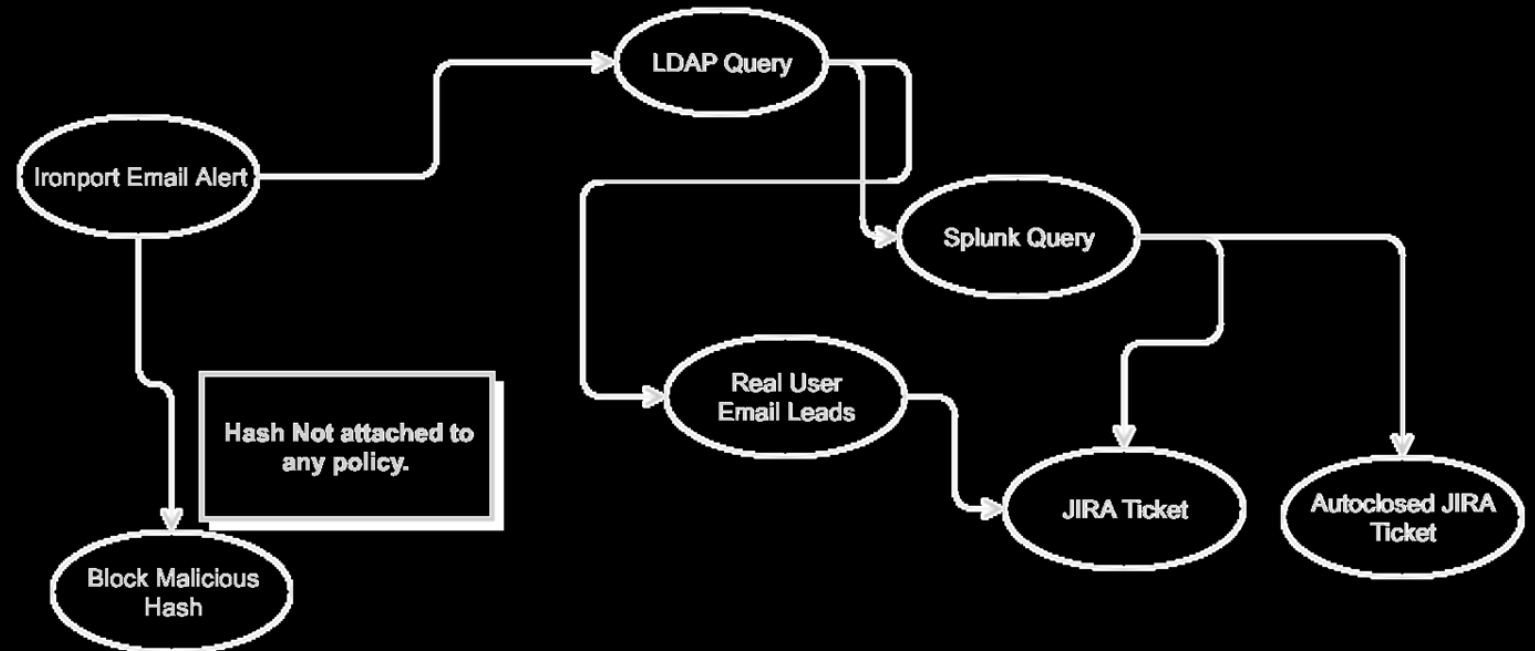 LDAP Query
Ironport Email Alert
Splunk Query
Real User
Email Leads
Hash Not attached to
any policy.
JIRA Ticket
Autoclosed JIRA
Ticket
Block Malicious
Hash